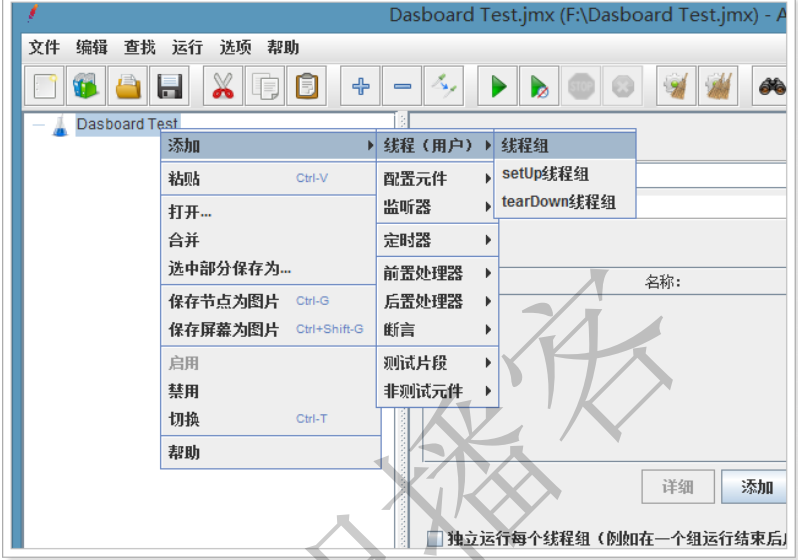 Dasboard Test.jmx (F:\Dasboard Test.jmx) - A
文件 编辑 查找 运行 选项 帮助
STOP
Dasboard Test
添加
粘贴 Ctrl-V
打开...
合并
选中部分保存为...
保存节点为图片 Ctrl-G
保存屏幕为图片 Ctrl+Shift-G
启用
禁用
切换 Ctrl-T
帮助
线程（用户）
配置元件
监听器
定时器
前置处理器
后置处理器
断言
测试片段
非测试元件
线程组
setUp线程组
tearDown线程组
名称:
详细 添加
独立运行每个线程组（例如在一个组运行结束后
播客